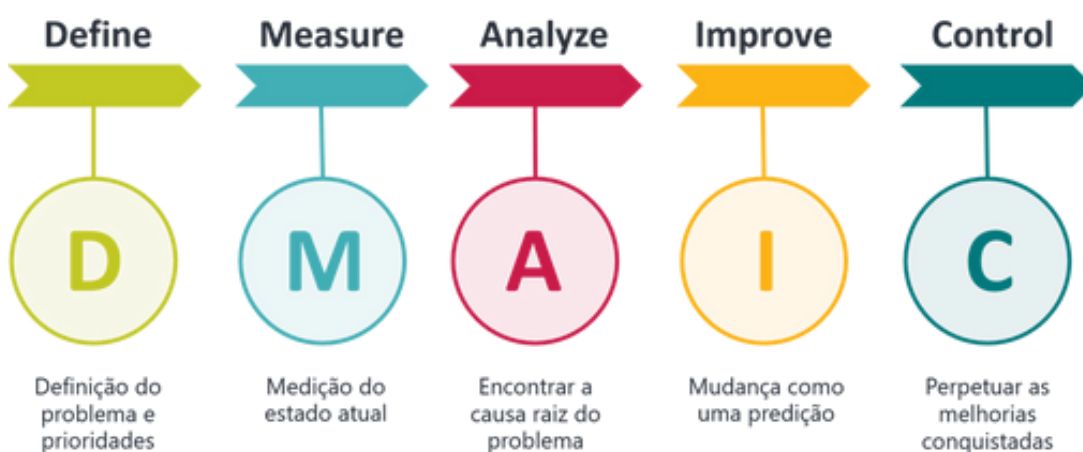 Define
Measure
Analyze
Improve
Control
D
M
A
I
C
Definição do
problema e
prioridades
Medição do
estado atual
Encontrar a
causa raiz do
problema
Mudança como
uma predição
Perpetuar as
melhorias
conquistadas